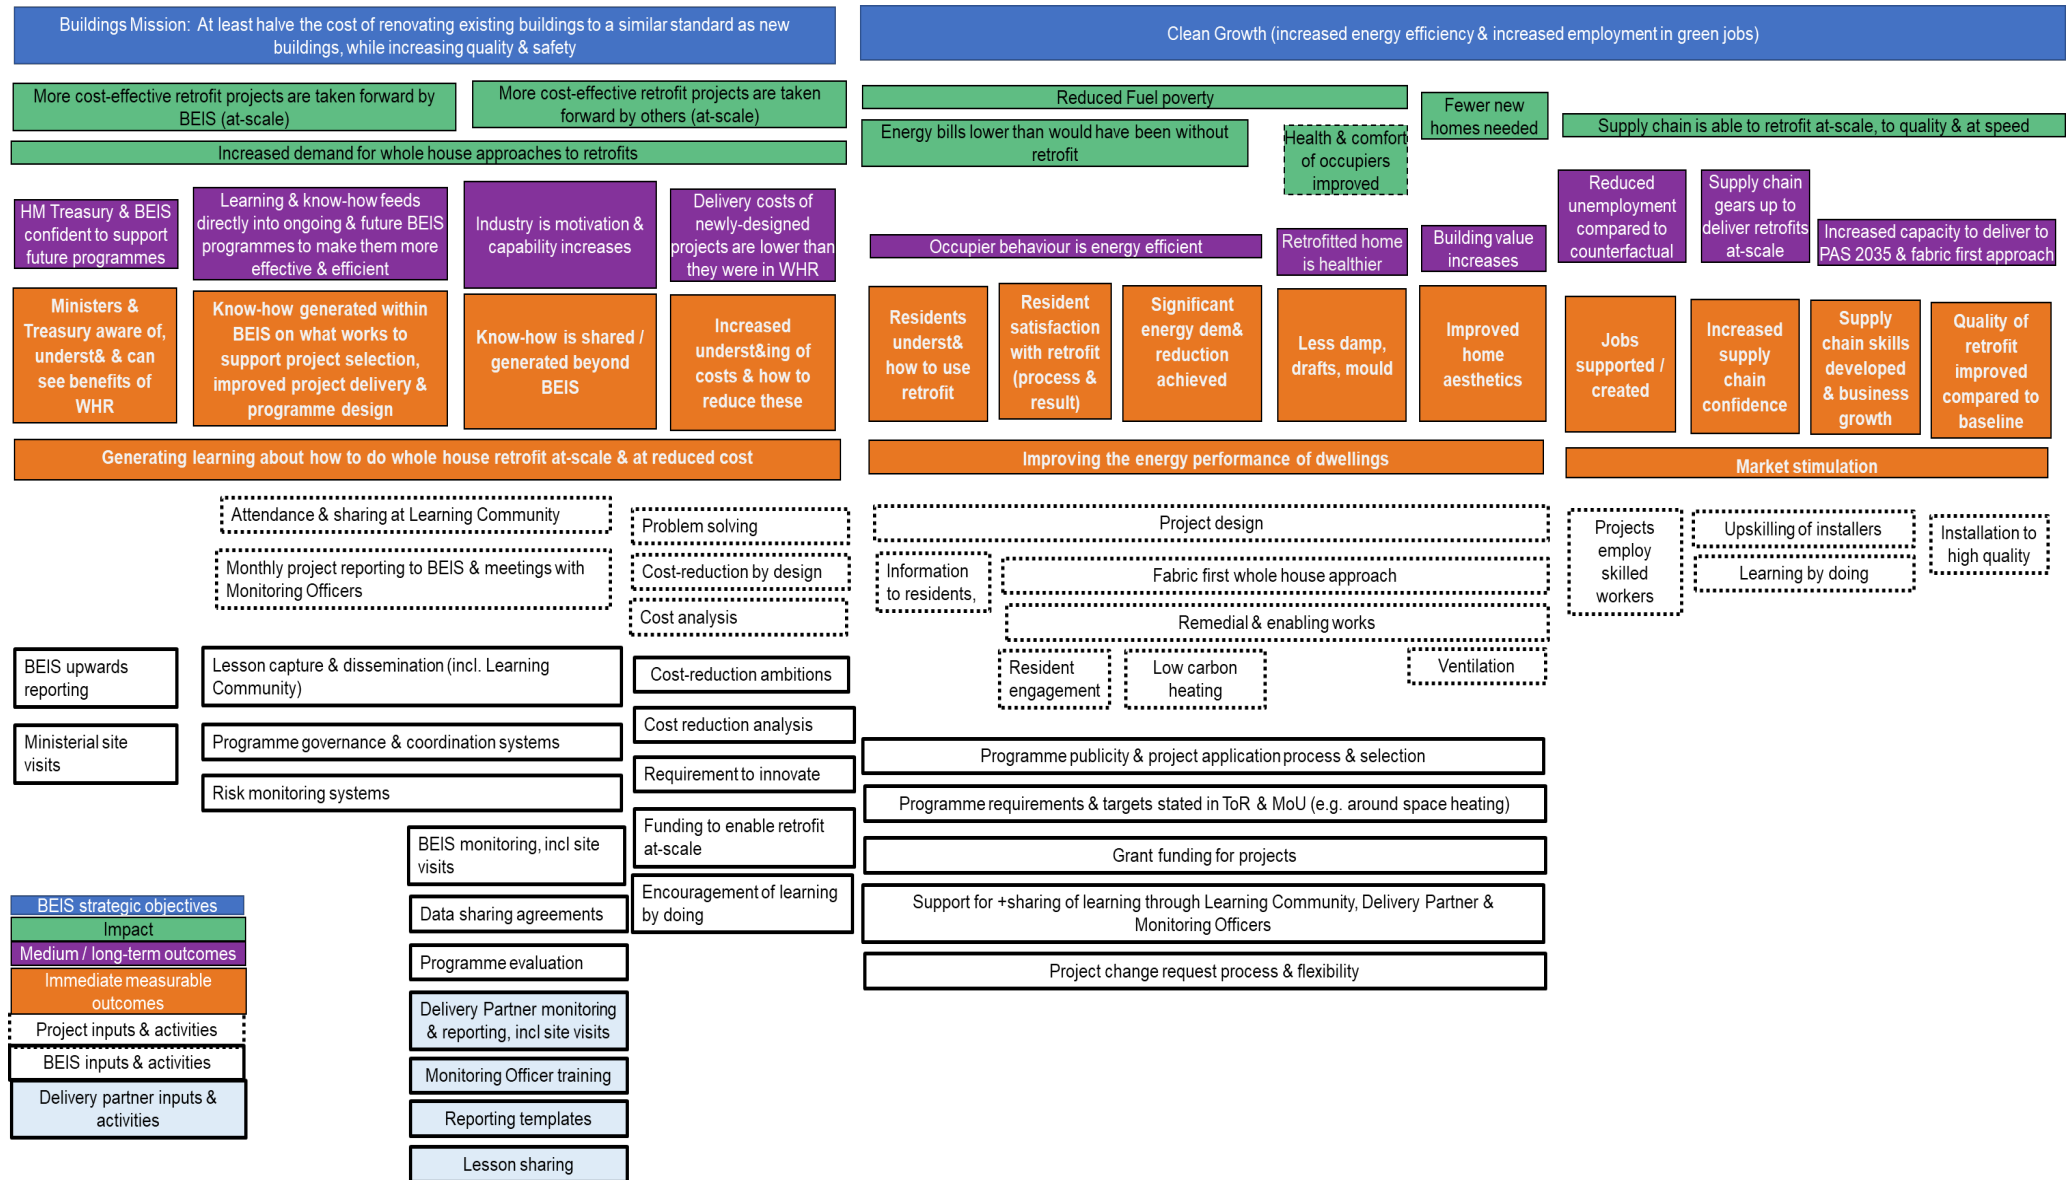 Buildings Mission: At least halve the cost of renovating existing buildings to a similar standard as new
buildings, while increasing quality & safety
Clean Growth (increased energy efficiency & increased employment in green jobs)
More cost-effective retrofit projects are taken forward by
BEIS (at-scale)
More cost-effective retrofit projects are taken
forward by others (at-scale)
Increased demand for whole house approaches to retrofits
Reduced Fuel poverty
Energy bills lower than would have been without
retrofit
Health & comfort
of occupiers
improved
Fewer new
homes needed
Supply chain is able to retrofit at-scale, to quality & at speed
HM Treasury & BEIS
confident to support
future programmes
Learning & know-how feeds
directly into ongoing & future BEIS
programmes to make them more
effective & efficient
Industry is motivation &
capability increases
Delivery costs of
newly-designed
projects are lower than
they were in WHR
Occupier behaviour is energy efficient
Retrofitted home
is healthier
Building value
increases
Reduced
unemployment
compared to
counterfactual
Supply chain
gears up to
deliver retrofits
at-scale
Increased capacity to deliver to
PAS 2035 & fabric first approach
Ministers &
Treasury aware of,
underst& & can
see benefits of
WHR
Know-how generated within
BEIS on what works to
support project selection,
improved project delivery &
programme design
Know-how is shared /
generated beyond
BEIS
Increased
underst&ing of
costs & how to
reduce these
Residents
underst&
how to use
retrofit
Resident
satisfaction
with retrofit
(process &
result)
Significant
energy dem&
reduction
achieved
Less damp,
drafts, mould
Improved
home
aesthetics
Jobs
supported /
created
Increased
supply
chain
confidence
Supply
chain skills
developed
& business
growth
Quality of
retrofit
improved
compared to
baseline
Generating learning about how to do whole house retrofit at-scale & at reduced cost
Improving the energy performance of dwellings
Market stimulation
Attendance & sharing at Learning Community
Monthly project reporting to BEIS & meetings with
Monitoring Officers
Problem solving
Cost-reduction by design
Cost analysis
Project design
Information
to residents,
Fabric first whole house approach
Remedial & enabling works
Resident
engagement
Low carbon
heating
Ventilation
Projects
employ
skilled
workers
Upskilling of installers
Learning by doing
Installation to
high quality
BEIS upwards
reporting
Ministerial site
visits
Lesson capture & dissemination (incl. Learning
Community)
Programme governance & coordination systems
Risk monitoring systems
Cost-reduction ambitions
Cost reduction analysis
Requirement to innovate
Funding to enable retrofit
at-scale
Encouragement of learning
by doing
Programme publicity & project application process & selection
Programme requirements & targets stated in ToR & MoU (e.g. around space heating)
Grant funding for projects
Support for +sharing of learning through Learning Community, Delivery Partner &
Monitoring Officers
Project change request process & flexibility
BEIS monitoring, incl site
visits
Data sharing agreements
Programme evaluation
Delivery Partner monitoring
& reporting, incl site visits
Monitoring Officer training
Reporting templates
Lesson sharing
BEIS strategic objectives
Impact
Medium / long-term outcomes
Immediate measurable
outcomes
Project inputs & activities
BEIS inputs & activities
Delivery partner inputs &
activities